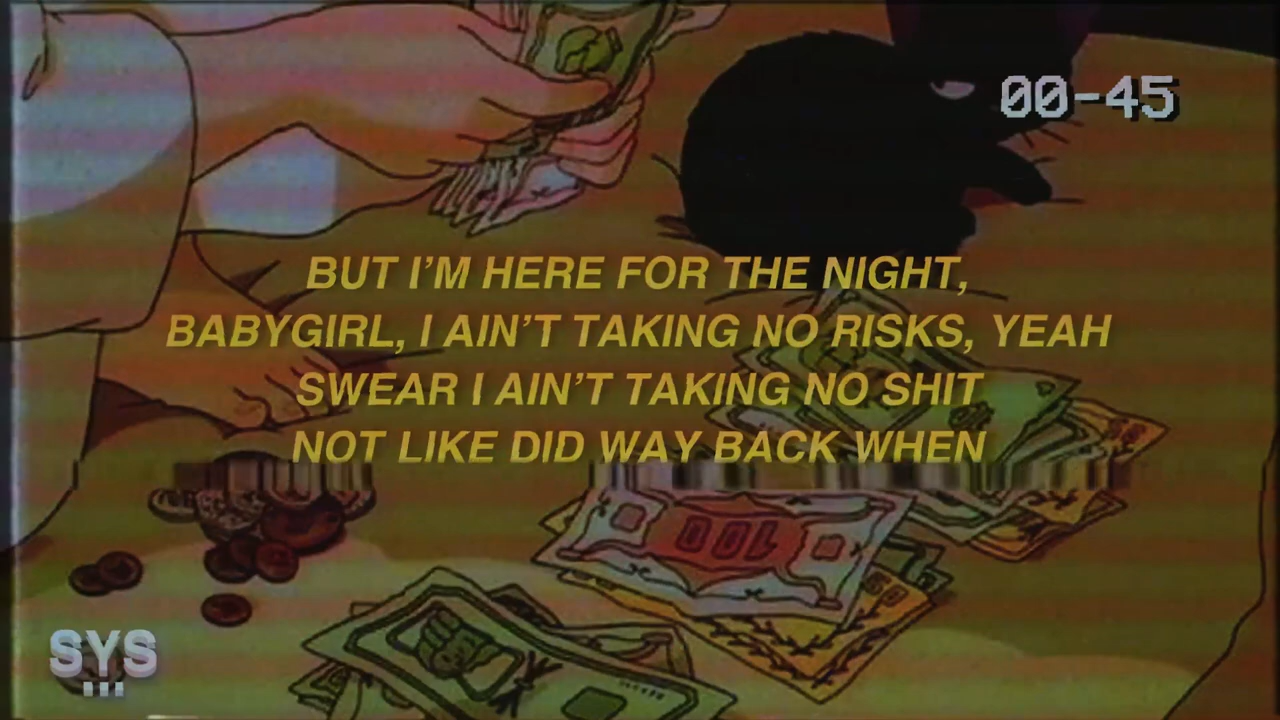 00-45
BUT I’M HERE FOR THE NIGHT,
BABYGIRL, I AIN’T TAKING NO RISKS, YEAH
SWEAR I AIN’T TAKING NO SHIT
NOT LIKE DID WAY BACK WHEN
100
SYS